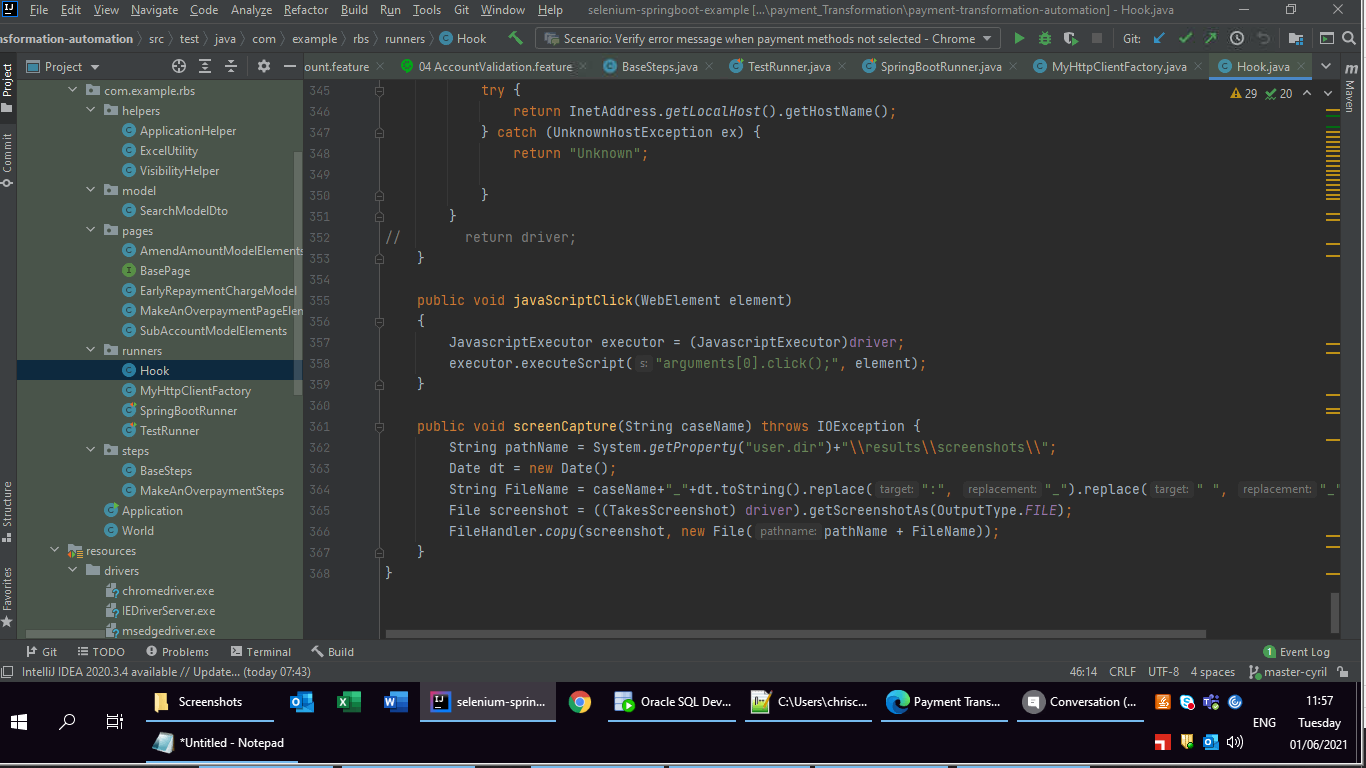 File Edit View Navigate Code Analyze Refactor Build Run Tools Git Window Help selenium-springboot-example [...\payment_Transformation\payment-transformation-automation] - Hook.java
nsformation-automation src test java com example rbs runners Hook Scenario: Verify error message when payment methods not selected - Chrome Git:
Project ount.feature 04 AccountValidation.feature BaseSteps.java TestRunner.java SpringBootRunner.java MyHttpClientFactory.java Hook.java
Project
Commit
Structure
Favorites
Maven
com.example.rbs
helpers
ApplicationHelper
ExcelUtility
VisibilityHelper
model
SearchModelDto
pages
AmendAmountModelElements
BasePage
EarlyRepaymentChargeModel
MakeAnOverpaymentPageElem
SubAccountModelElements
runners
Hook
MyHttpClientFactory
SpringBootRunner
TestRunner
steps
BaseSteps
MakeAnOverpaymentSteps
Application
World
resources
drivers
chromedriver.exe
IEDriverServer.exe
msedgedriver.exe
29 20
345 try {
346 return InetAddress.getLocalHost().getHostName();
347 } catch (UnknownHostException ex) {
348 return "Unknown";
349
350 }
351 }
352 // return driver;
353 }
354
355 public void javaScriptClick(WebElement element)
356 {
357 JavascriptExecutor executor = (JavascriptExecutor)driver;
358 executor.executeScript( s: "arguments[0].click();", element);
359 }
360
361 public void screenCapture(String caseName) throws IOException {
362 String pathName = System.getProperty("user.dir")+"\\results\\screenshots\\";
363 Date dt = new Date();
364 String FileName = caseName+"_"+dt.toString().replace( target: ":", replacement: "_").replace( target: " ", replacement: "_"
365 File screenshot = ((TakesScreenshot) driver).getScreenshotAs(OutputType.FILE);
366 FileHandler.copy(screenshot, new File( pathname: pathName + FileName));
367 }
368 }
Git TODO Problems Terminal Build 1 Event Log
IntelliJ IDEA 2020.3.4 available // Update... (today 07:43) 46:14 CRLF UTF-8 4 spaces master-cyril
Screenshots selenium-sprin... Oracle SQL Dev... C:\Users\chrisc... Payment Trans... Conversation (... 11:57
ENG Tuesday
*Untitled - Notepad 01/06/2021